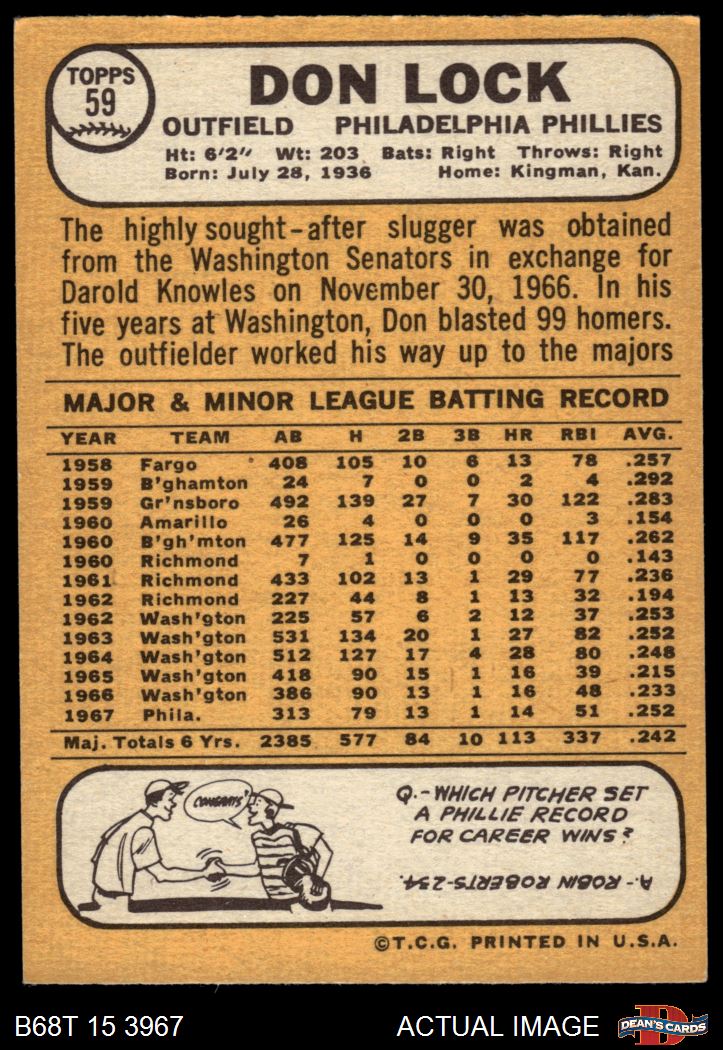 TOPPS
59
DON LOCK
OUTFIELD PHILADELPHIA PHILLIES
Ht: 6'2" Wt: 203 Bats: Right Throws: Right
Born: July 28, 1936 Home: Kingman, Kan.
The highly sought-after slugger was obtained
from the Washington Senators in exchange for
Darold Knowles on November 30, 1966. In his
five years at Washington, Don blasted 99 homers.
The outfielder worked his way up to the majors
MAJOR & MINOR LEAGUE BATTING RECORD
YEAR TEAM AB H 2B 3B HR RBI AVG.
1958 Fargo 408 105 10 6 13 78 .257
1959 B'ghamton 24 7 0 0 2 4 .292
1959 Gr'nsboro 492 139 27 7 30 122 .283
1960 Amarillo 26 4 0 0 0 3 .154
1960 B'gh'mton 477 125 14 9 35 117 .262
1960 Richmond 7 1 0 0 0 0 .143
1961 Richmond 433 102 13 1 29 77 .236
1962 Richmond 227 44 8 1 13 32 .194
1962 Wash'gton 225 57 6 2 12 37 .253
1963 Wash'gton 531 134 20 1 27 82 .252
1964 Wash'gton 512 127 17 4 28 80 .248
1965 Wash'gton 418 90 15 1 16 39 .215
1966 Wash'gton 386 90 13 1 16 48 .233
1967 Phila. 313 79 13 1 14 51 .252
Maj. Totals 6 Yrs. 2385 577 84 10 113 337 .242
CONGRATS!
Q.-WHICH PITCHER SET
A PHILLIE RECORD
FOR CAREER WINS?
A.-ROBIN ROBERTS-234.
©T.C.G. PRINTED IN U.S.A.
B68T 15 3967 ACTUAL IMAGE
D
DEAN'S CARDS